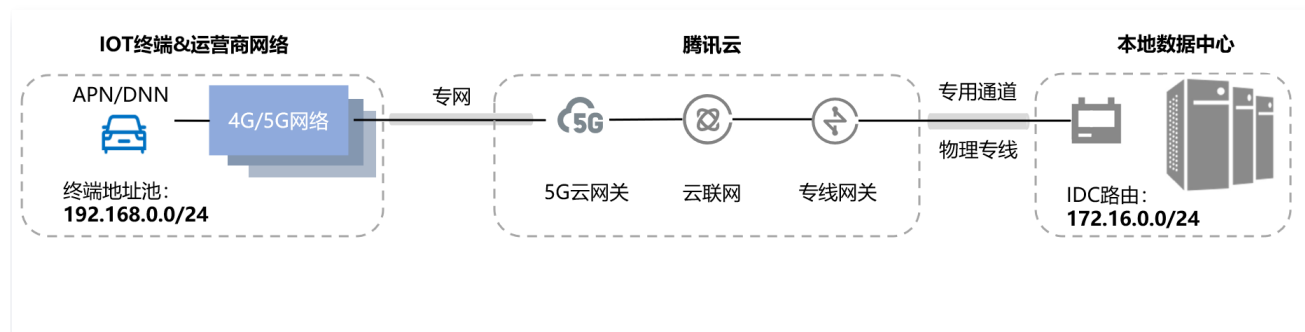 IOT终端&运营商网络
腾讯云
本地数据中心
APN/DNN
4G/5G网络
专网
5G
5G云网关
云联网
专线网关
专用通道
物理专线
终端地址池：
192.168.0.0/24
IDC路由：
172.16.0.0/24